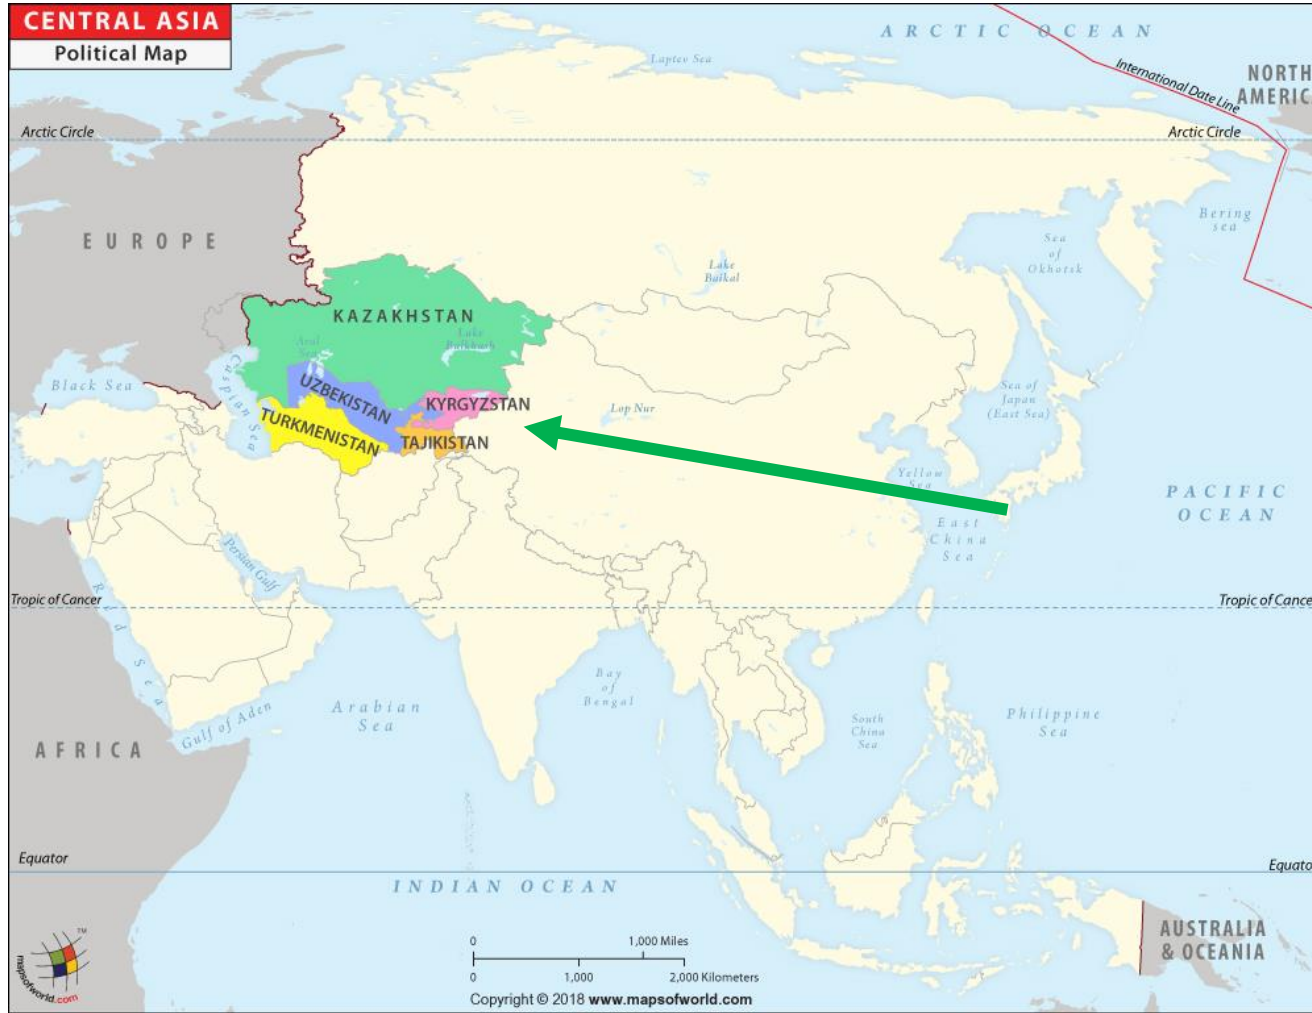 CENTRAL ASIA
Political Map
ARCTIC OCEAN
Laptev Sea
International Date Line
NORTH
AMERIC
Arctic Circle
Arctic Circle
EUROPE
Bering
sea
Sea
of
Okhotsk
Lake
Baikal
KAZAKHSTAN
Aral
Sea
Lake
Balkhash
Black Sea
Caspian Sea
UZBEKISTAN
KYRGYZSTAN
TURKMENISTAN
TAJIKISTAN
Lop Nur
Sea of
Japan
(East Sea)
Yellow
Sea
PACIFIC
OCEAN
East
China
Sea
Persian Gulf
Tropic of Cancer
Tropic of Cance
Red Sea
Gulf of Aden
Arabian
Sea
Bay
of
Bengal
South
China
Sea
Philippine
Sea
AFRICA
Equator
Equato
INDIAN OCEAN
AUSTRALIA
& OCEANIA
TM
mapsofworld.com
0
1,000 Miles
0
1,000
2,000 Kilometers
Copyright © 2018 www.mapsofworld.com